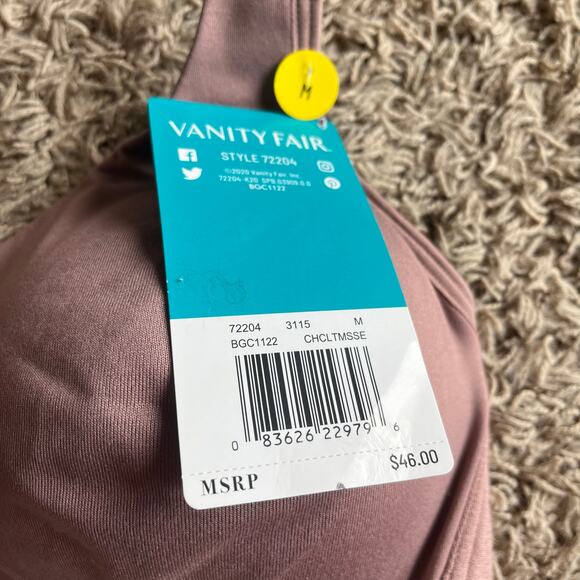 M
VANITY FAIR
STYLE 72204
©2020 Vanity Fair, Inc.
72204-K20 SPB.03909.0.0
BGC1122
72204 3115 M
BGC1122 CHCLTMSSE
0 83626 22979 6
MSRP $46.00